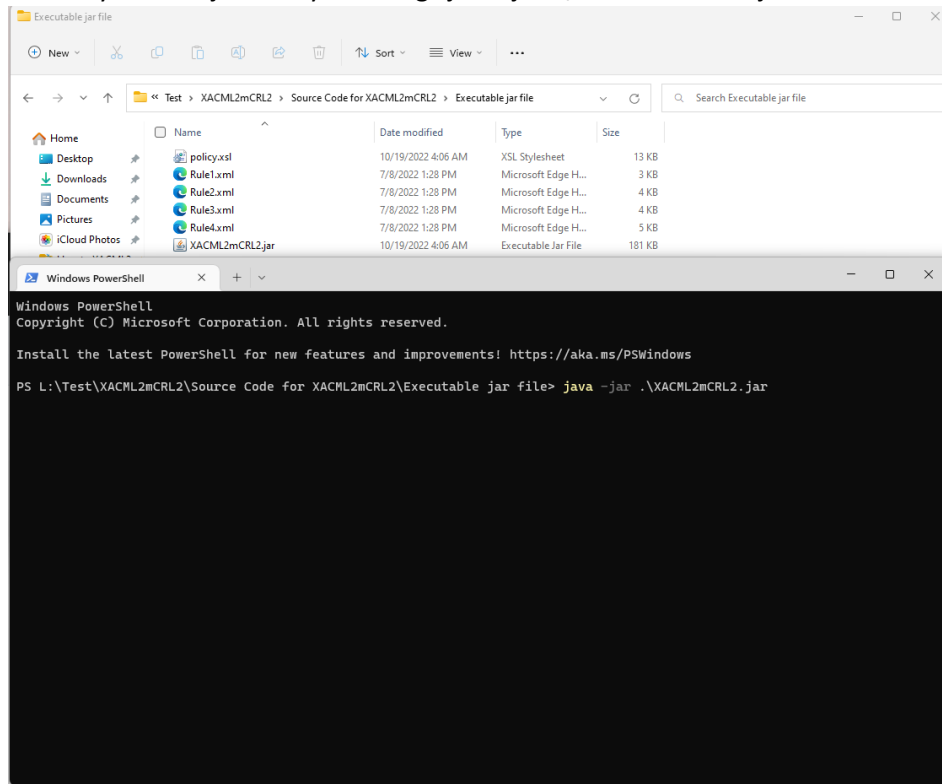 Executable jar file
New
Sort
View
Test > XACML2mCRL2 > Source Code for XACML2mCRL2 > Executable jar file
Search Executable jar file
Name Date modified Type Size
Home
Desktop
Downloads
Documents
Pictures
iCloud Photos
policy.xsl 10/19/2022 4:06 AM XSL Stylesheet 13 KB
Rule1.xml 7/8/2022 1:28 PM Microsoft Edge H... 3 KB
Rule2.xml 7/8/2022 1:28 PM Microsoft Edge H... 4 KB
Rule3.xml 7/8/2022 1:28 PM Microsoft Edge H... 4 KB
Rule4.xml 7/8/2022 1:28 PM Microsoft Edge H... 5 KB
XACML2mCRL2.jar 10/19/2022 4:06 AM Executable Jar File 181 KB
Windows PowerShell
Windows PowerShell
Copyright (C) Microsoft Corporation. All rights reserved.
Install the latest PowerShell for new features and improvements! https://aka.ms/PSWindows
PS L:\Test\XACML2mCRL2\Source Code for XACML2mCRL2\Executable jar file> java -jar .\XACML2mCRL2.jar